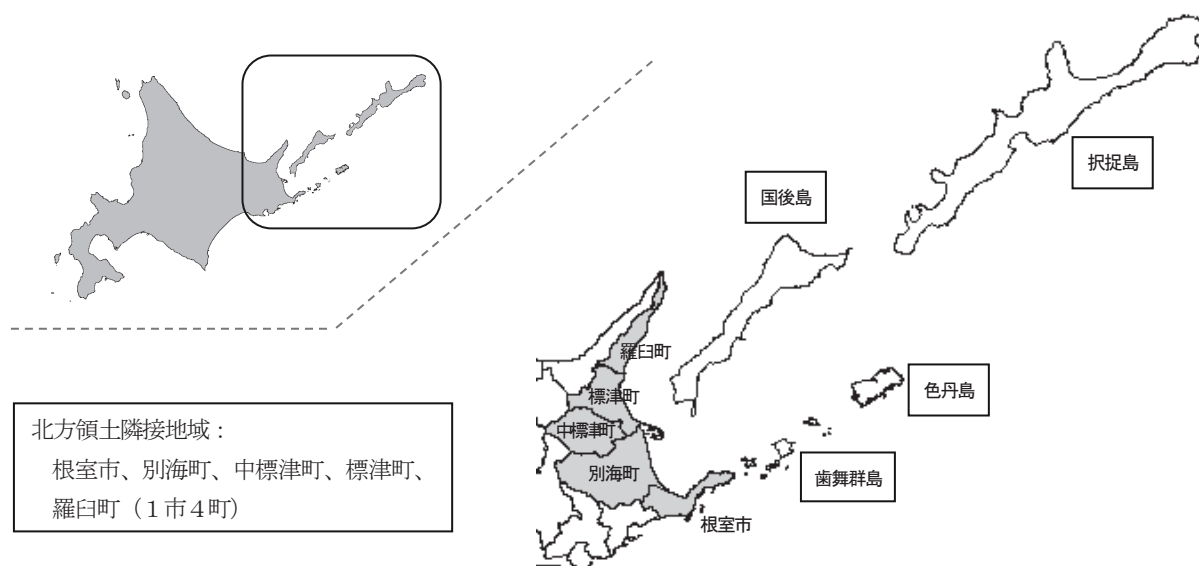 択捉島
国後島
羅臼町
標津町
色丹島
中標津町
別海町
歯舞群島
根室市
北方領土隣接地域：
根室市、別海町、中標津町、標津町、
羅臼町（１市４町）